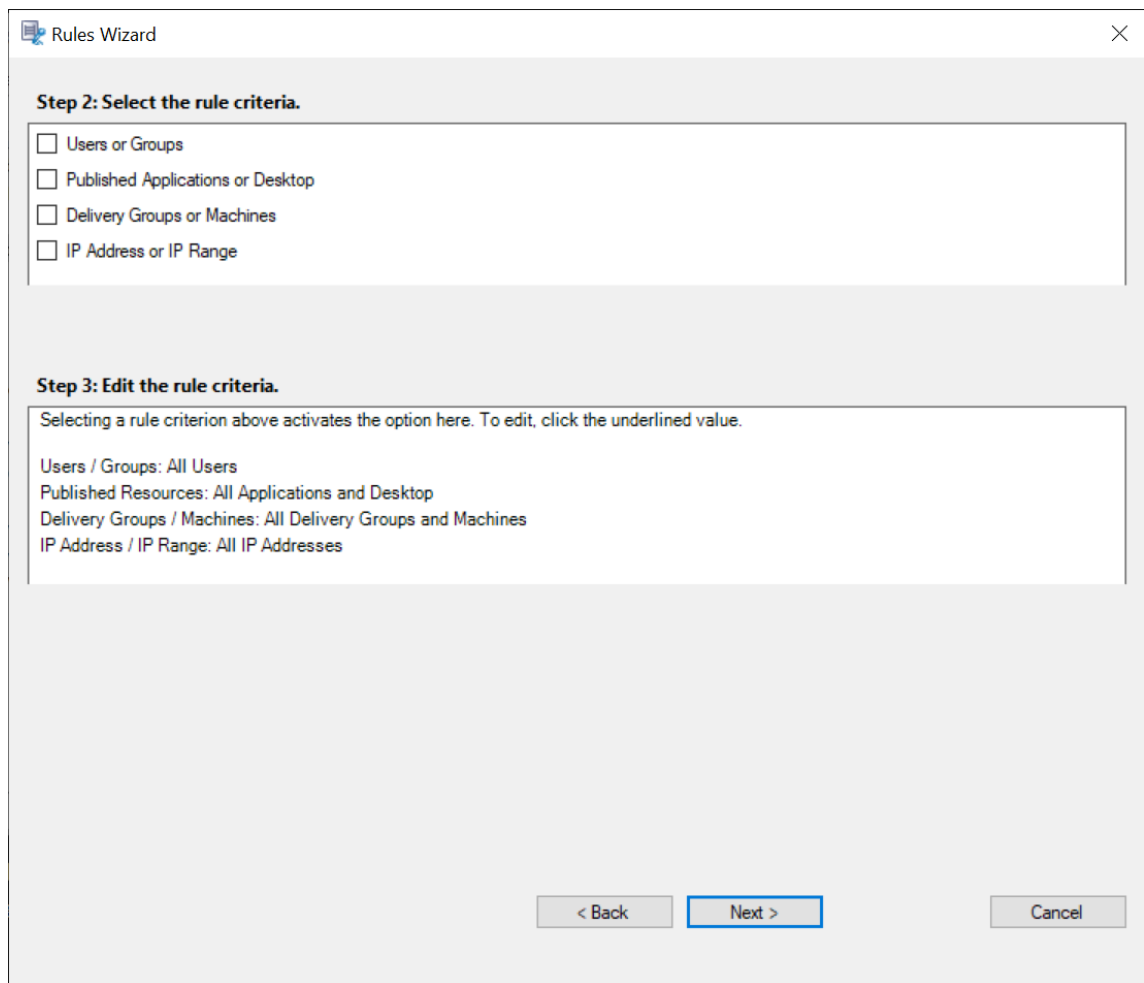 Rules Wizard
Step 2: Select the rule criteria.
Users or Groups
Published Applications or Desktop
Delivery Groups or Machines
IP Address or IP Range
Step 3: Edit the rule criteria.
Selecting a rule criterion above activates the option here. To edit, click the underlined value.
Users / Groups: All Users
Published Resources: All Applications and Desktop
Delivery Groups / Machines: All Delivery Groups and Machines
IP Address / IP Range: All IP Addresses
< Back Next > Cancel